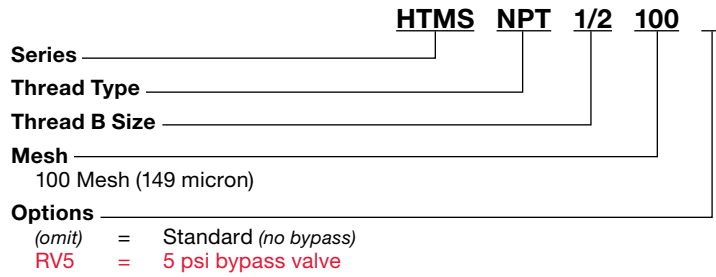 HTMS NPT 1/2 100
Series
Thread Type
Thread B Size
Mesh
100 Mesh (149 micron)
Options
(omit) = Standard (no bypass)
RV5 = 5 psi bypass valve